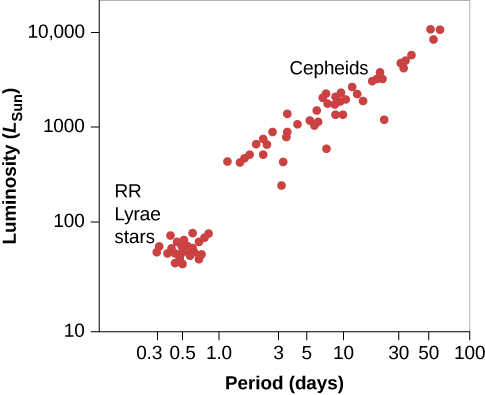 10,000
Cepheids
1000
Luminosity (LSun)
RR
Lyrae
stars
100
10
0.3 0.5 1.0 3 5 10 30 50 100
Period (days)